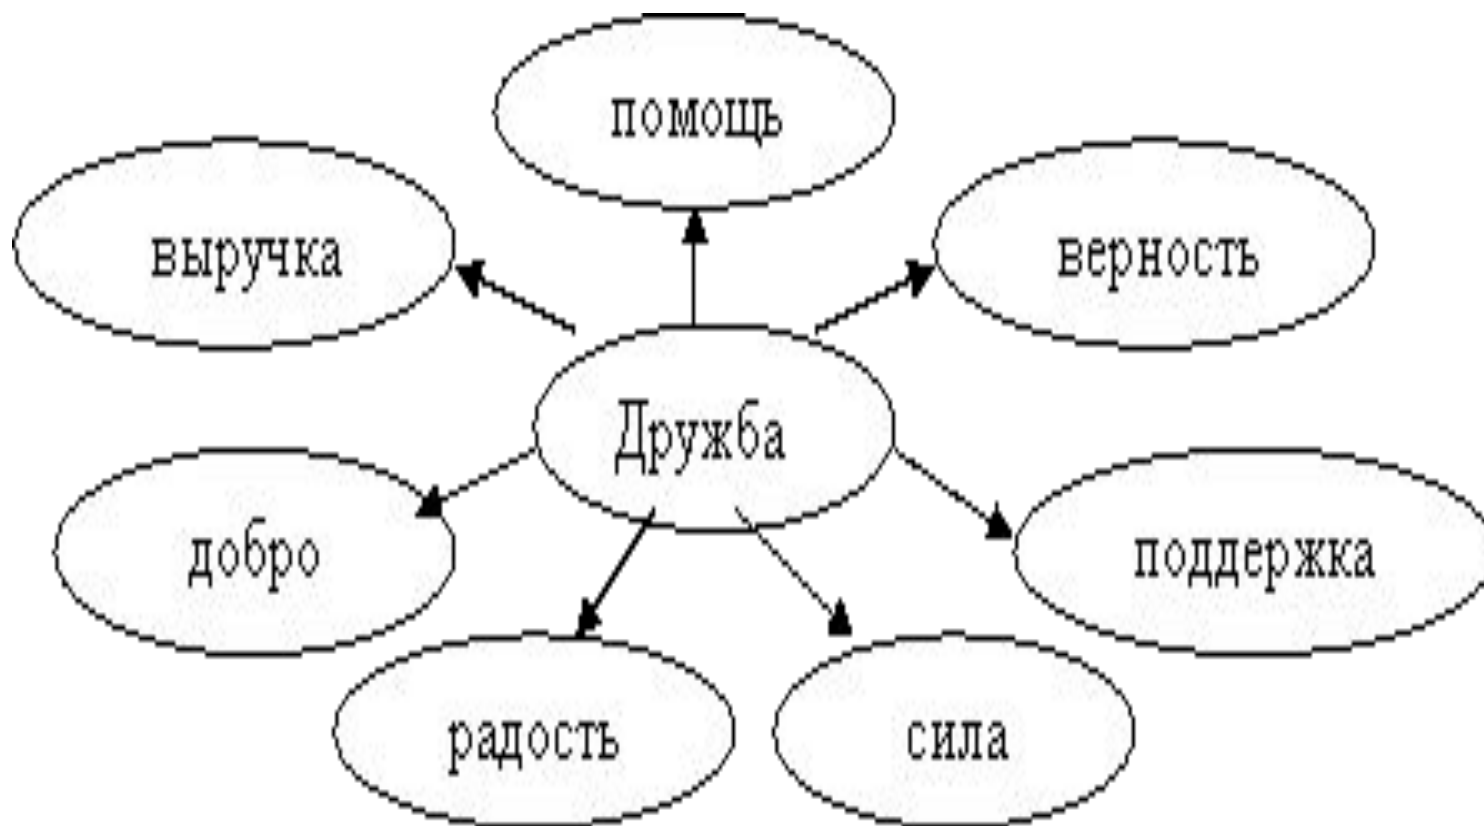 помощь
выручка
верность
Дружба
добро
поддержка
радость
сила